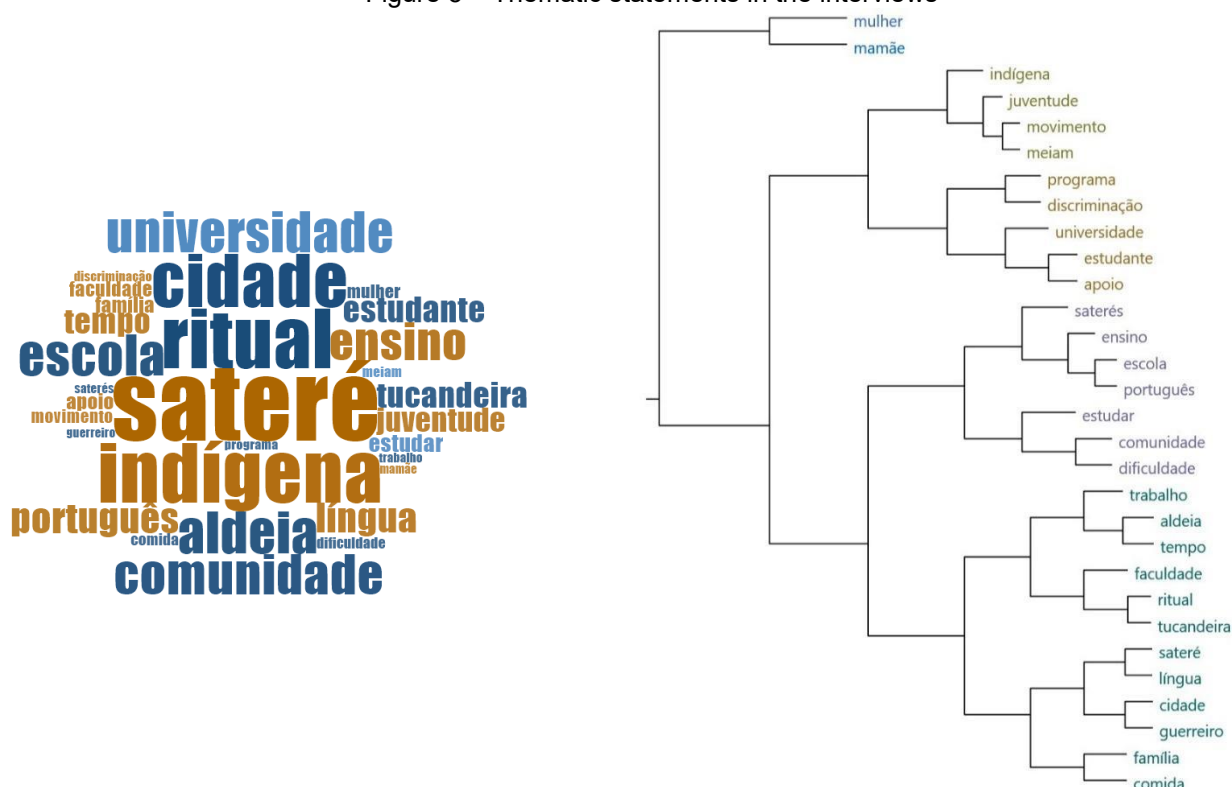 Thematic statements in the interviews
universidade
cidade
discriminação
faculdade
família
tempo
mulher
estudante
ritual
ensino
escola
meiam
sateré
saterés
apoio
movimento
guerreiro
tucandeira
juventude
estudar
programa
trabalho
mamãe
indígena
português
língua
comida
aldeia
dificuldade
comunidade
mulher
mamãe
indígena
juventude
movimento
meiam
programa
discriminação
universidade
estudante
apoio
saterés
ensino
escola
português
estudar
comunidade
dificuldade
trabalho
aldeia
tempo
faculdade
ritual
tucandeira
sateré
língua
cidade
guerreiro
família
comida